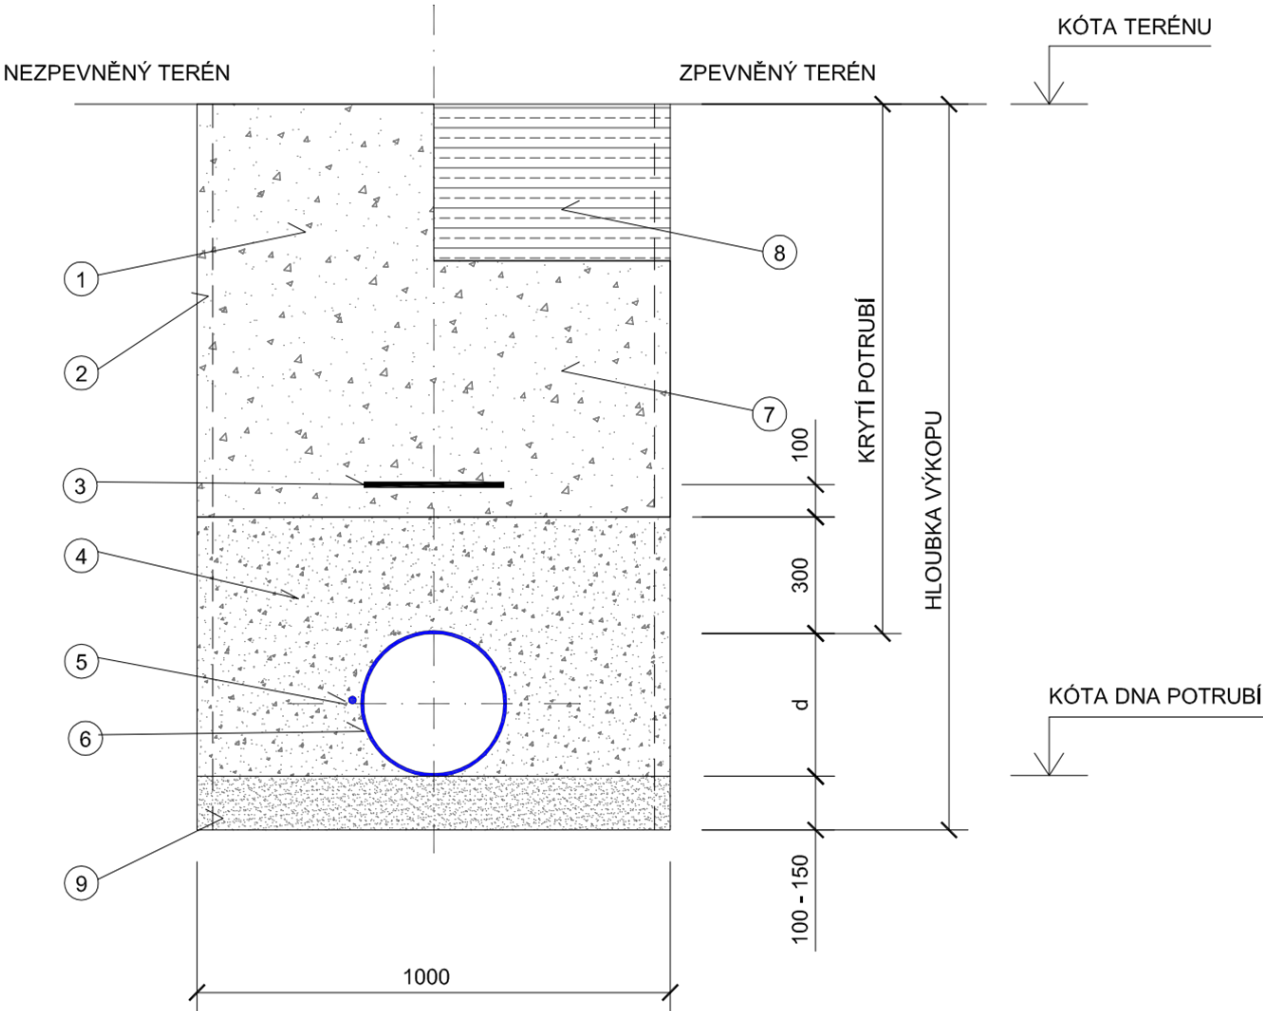 KÓTA TERÉNU
NEZPEVNĚNÝ TERÉN
ZPEVNĚNÝ TERÉN
1
8
2
KRYTÍ POTRUBÍ
7
HLOUBKA VÝKOPU
100
3
4
300
5
d
KÓTA DNA POTRUBÍ
6
9
100 - 150
1000